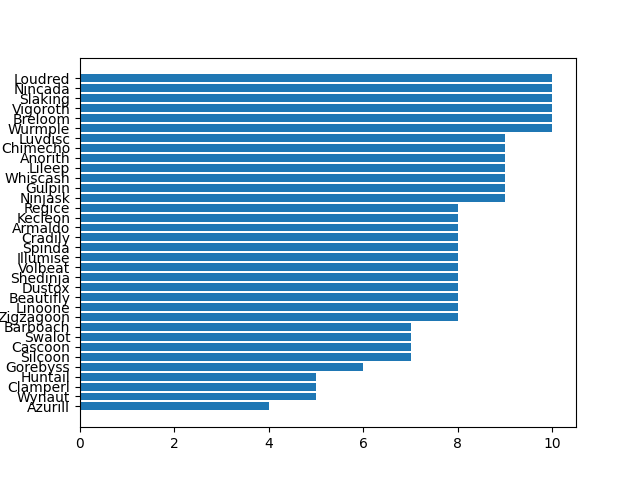 Loudred
Nincada
Slaking
Vigoroth
Breloom
Wurmple
Luvdisc
Chimecho
Anorith
Lileep
Whiscash
Gulpin
Ninjask
Regice
Kecleon
Armaldo
Cradily
Spinda
Illumise
Volbeat
Shedinja
Dustox
Beautifly
Linoone
Zigzagoon
Barboach
Swalot
Cascoon
Silcoon
Gorebyss
Huntail
Clamperl
Wynaut
Azurill
0 2 4 6 8 10